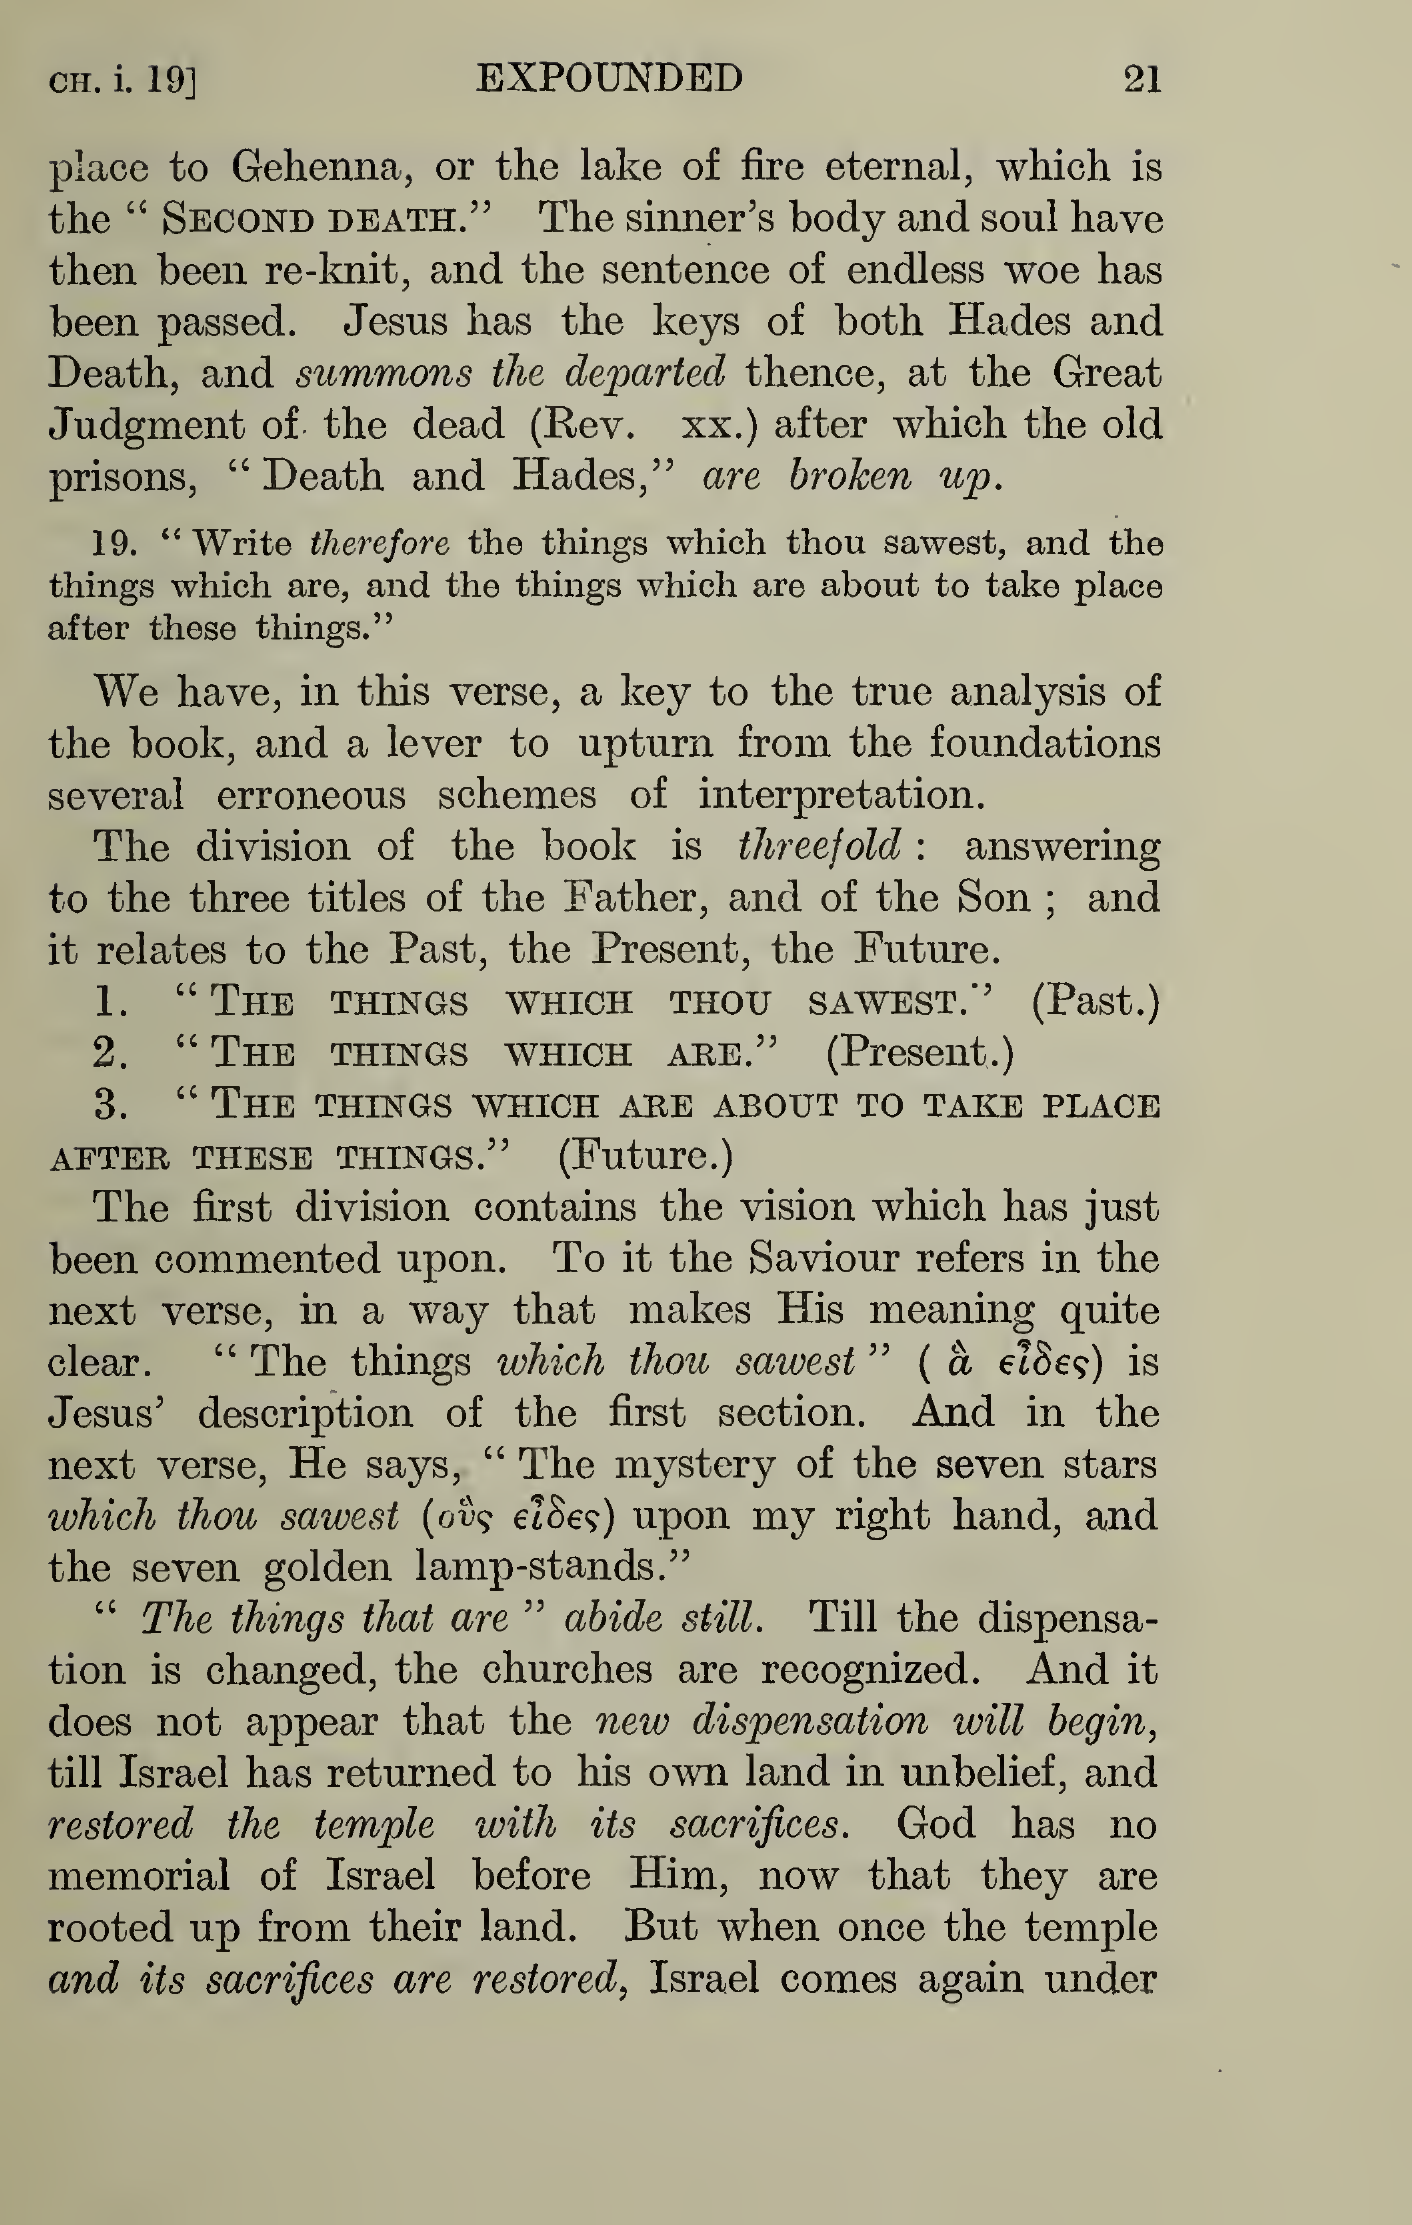 CH. i. 19] EXPOUNDED 21
place to Gehenna, or the lake of fire eternal, which is
the “ SECOND DEATH.” The sinner’s body and soul have
then been re-knit, and the sentence of endless woe has
been passed. Jesus has the keys of both Hades and
Death, and summons the departed thence, at the Great
Judgment of the dead (Rev. xx.) after which the old
prisons, “ Death and Hades,” are broken up.
19. “ Write therefore the things which thou sawest, and the
things which are, and the things which are about to take place
after these things.”
We have, in this verse, a key to the true analysis of
the book, and a lever to upturn from the foundations
several erroneous schemes of interpretation.
The division of the book is threefold : answering
to the three titles of the Father, and of the Son ; and
it relates to the Past, the Present, the Future.
1. “ THE THINGS WHICH THOU SAWEST.” (Past.)
2. “ THE THINGS WHICH ARE.” (Present.)
3. “ THE THINGS WHICH ARE ABOUT TO TAKE PLACE
AFTER THESE THINGS.” (Future.)
The first division contains the vision which has just
been commented upon. To it the Saviour refers in the
next verse, in a way that makes His meaning quite
clear. “ The things which thou sawest ” ( ἃ εἶδες) is
Jesus’ description of the first section. And in the
next verse, He says, “ The mystery of the seven stars
which thou sawest (οὓς εἶδες) upon my right hand, and
the seven golden lamp-stands.”
“ The things that are ” abide still. Till the dispensa-
tion is changed, the churches are recognized. And it
does not appear that the new dispensation will begin,
till Israel has returned to his own land in unbelief, and
restored the temple with its sacrifices. God has no
memorial of Israel before Him, now that they are
rooted up from their land. But when once the temple
and its sacrifices are restored, Israel comes again under